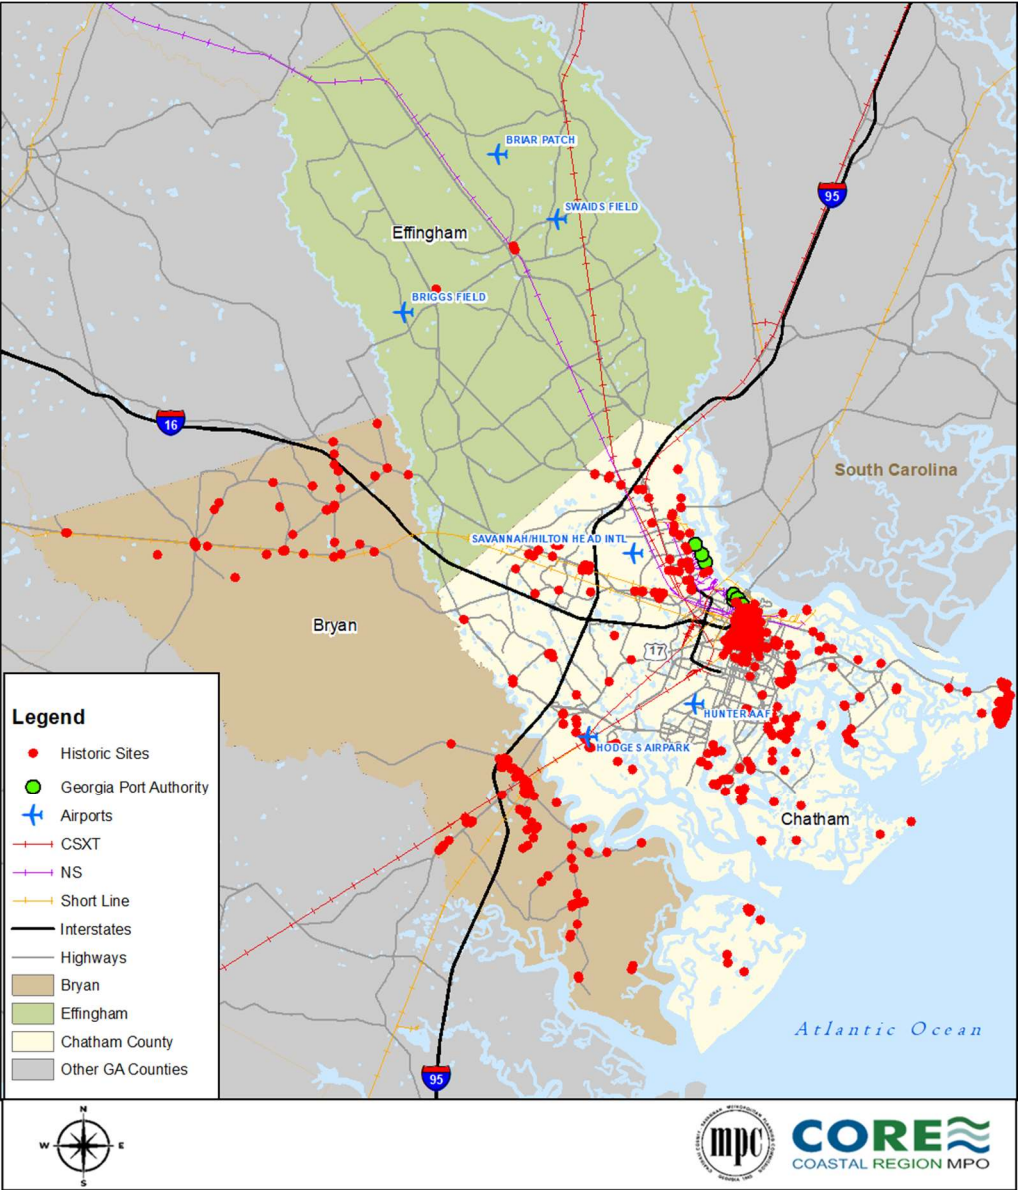 BRIAR PATCH
95
SWAIDS FIELD
Effingham
BRIGGS FIELD
16
South Carolina
SAVANNAH/HILTON HEAD INTL
Bryan
17
HUNTER AAF
HODGES AIRPARK
Chatham
Atlantic Ocean
95
Legend
Historic Sites
Georgia Port Authority
Airports
CSXT
NS
Short Line
Interstates
Highways
Bryan
Effingham
Chatham County
Other GA Counties
N
W
E
S
mpc
CORE
COASTAL REGION MPO